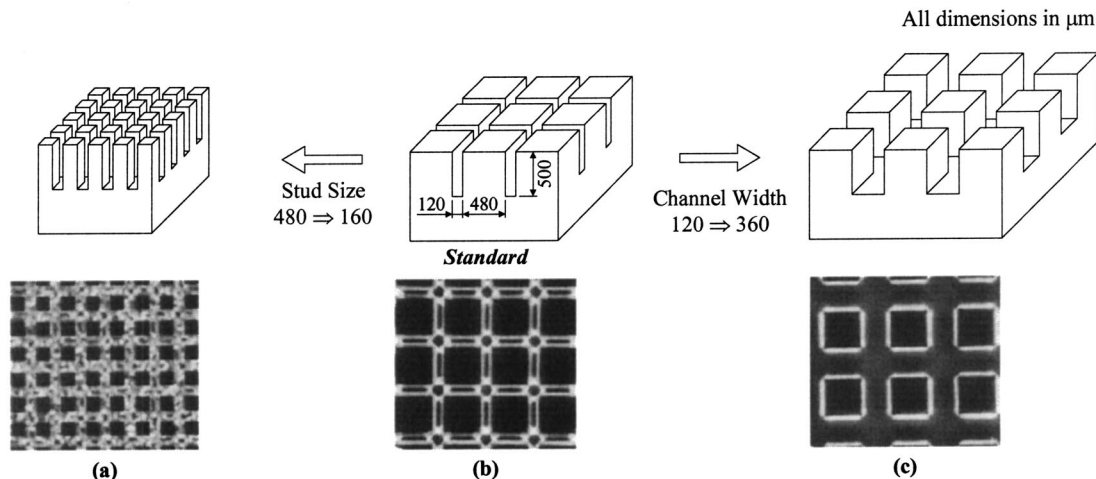 All dimensions in μm
Stud Size
480 ⇒ 160
120
480
500
Standard
Channel Width
120 ⇒ 360
(a)
(b)
(c)